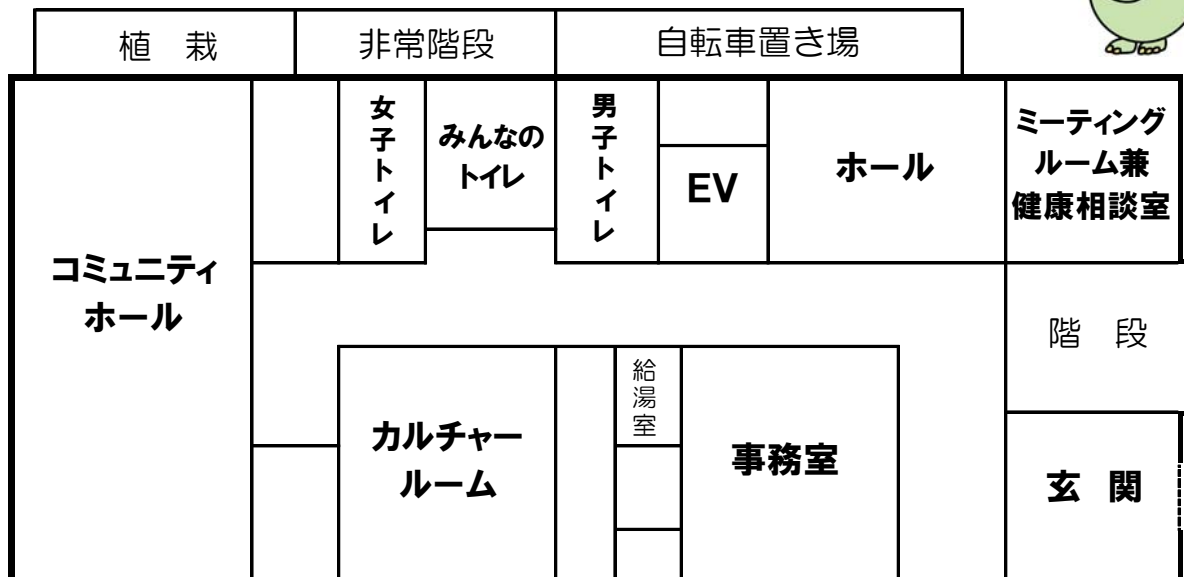 植　栽
非常階段
自転車置き場
女子トイレ
みんなの
トイレ
男子トイレ
EV
ホール
ミーティング
ルーム兼
健康相談室
コミュニティ
ホール
階　段
カルチャー
ルーム
給湯室
事務室
玄　関